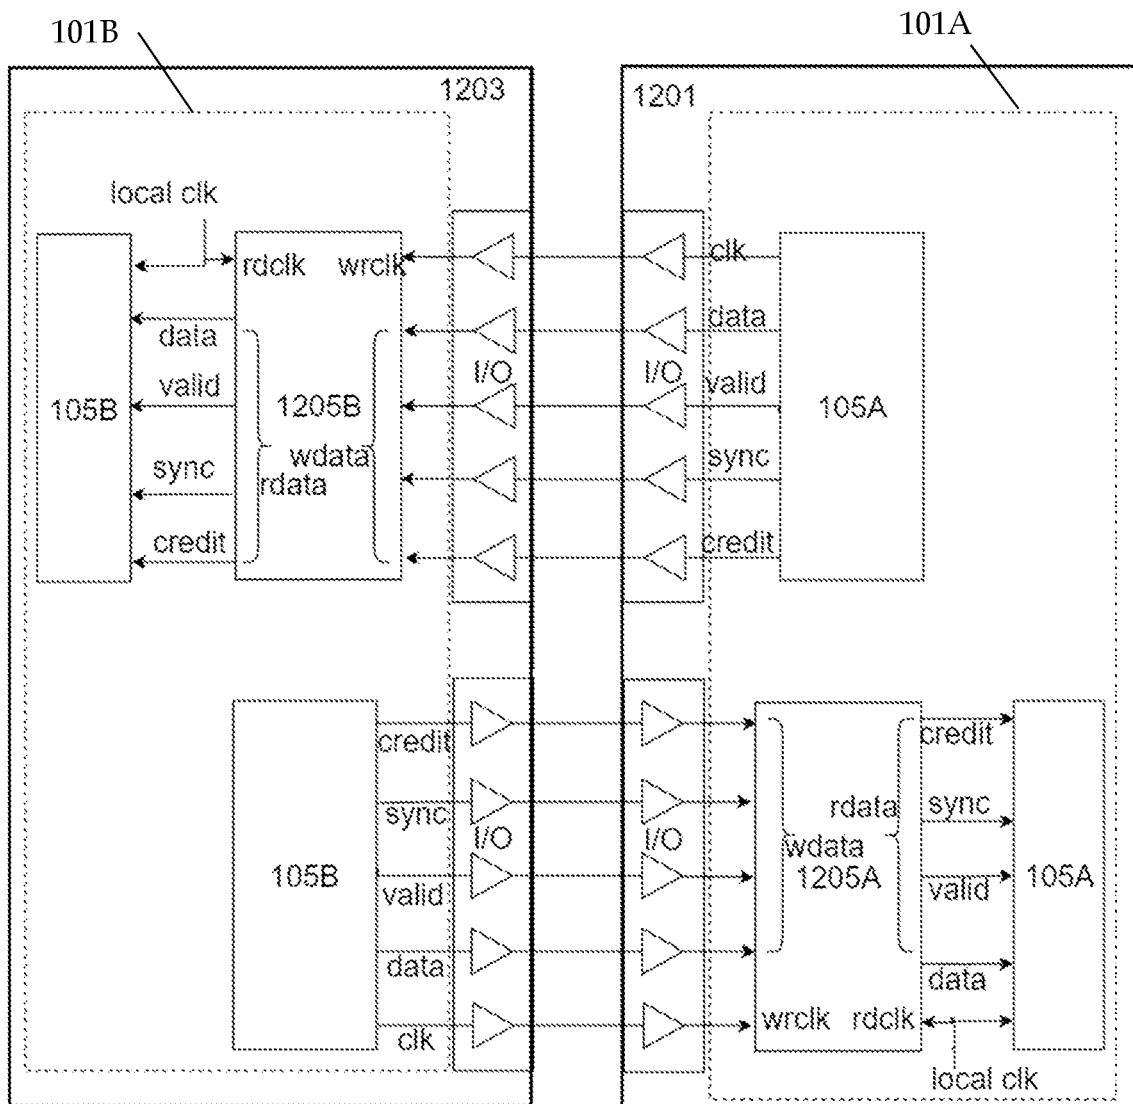 101B
101A
1203
1201
local clk
rdclk
wrclk
clk
data
data
I/O
I/O
valid
valid
105B
1205B
105A
sync
wdata
rdata
sync
credit
credit
credit
credit
sync
rdata
sync
I/O
I/O
wdata
105B
1205A
105A
valid
valid
data
data
clk
wrclk
rdclk
local clk